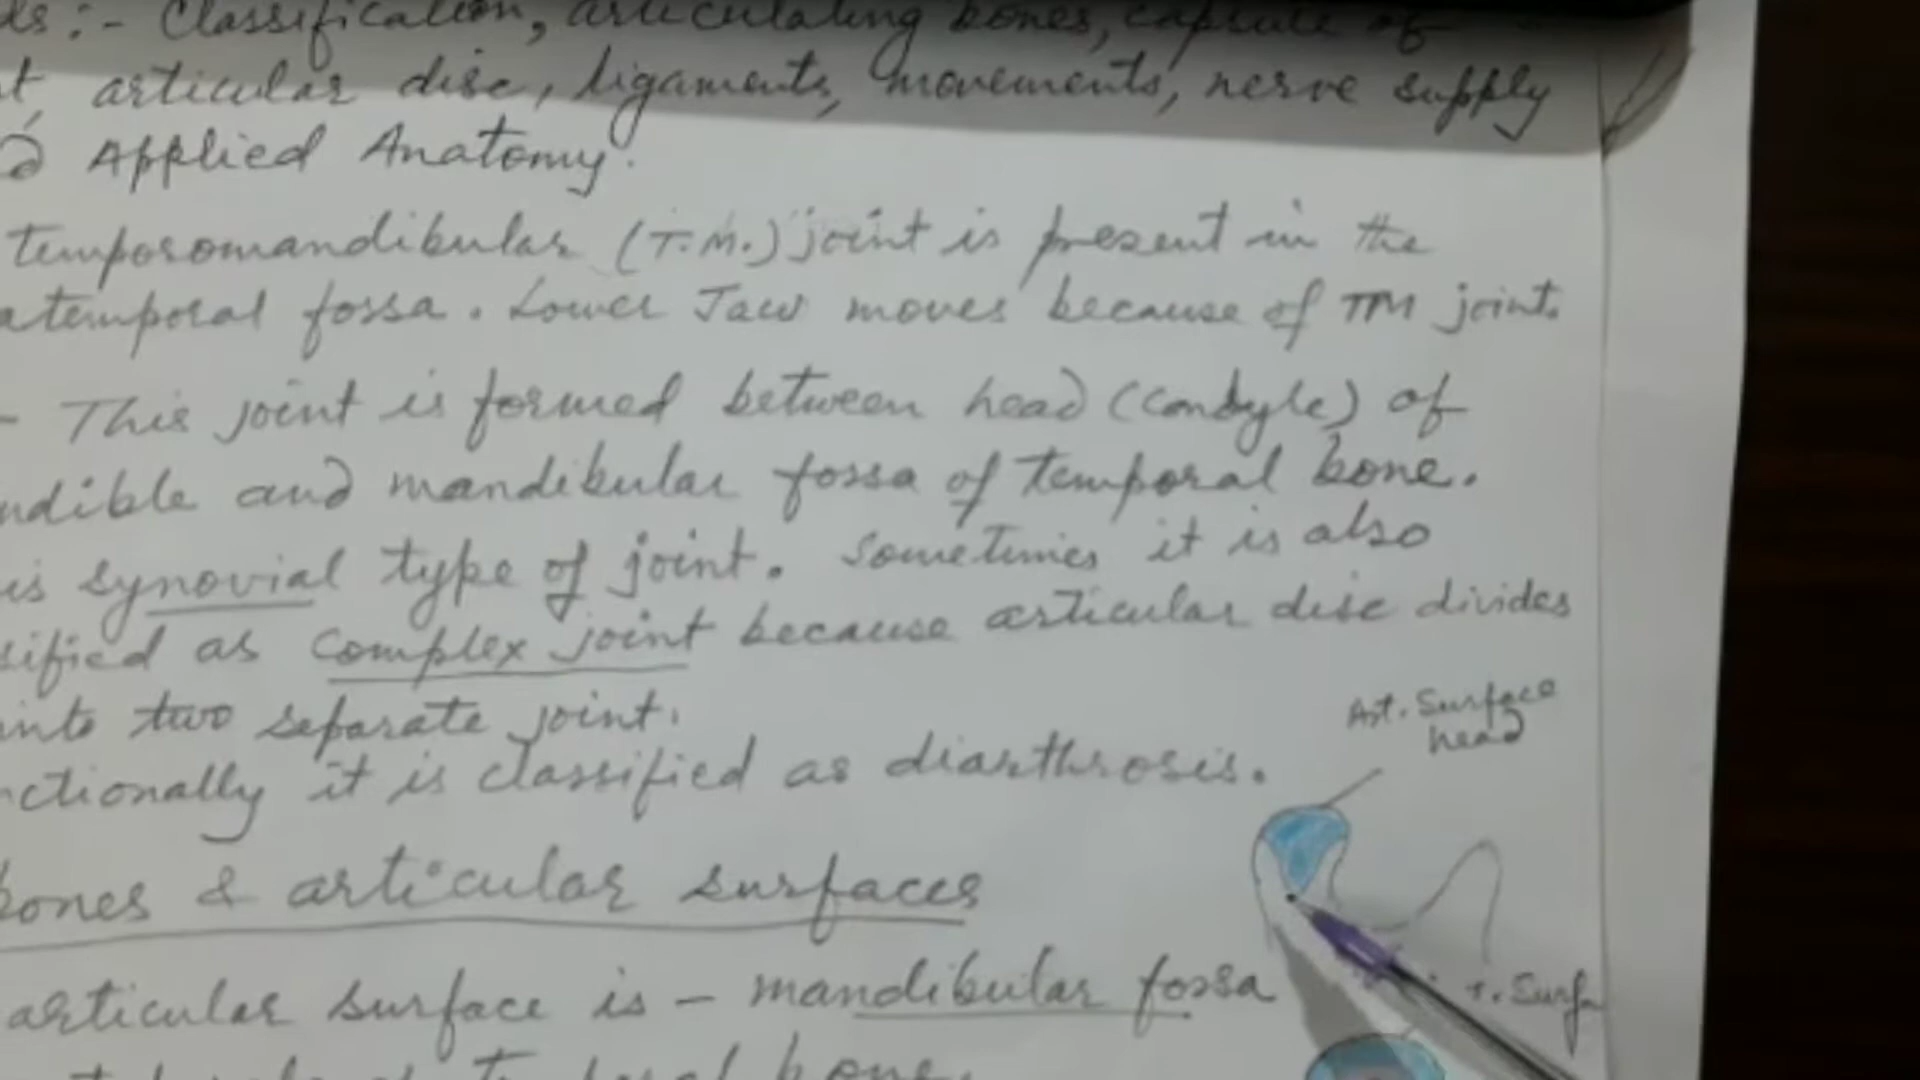 ds :- Classification, articulating bones, capsule of
articular disc, ligaments, movements, nerve supply
Applied Anatomy.
temporomandibular (T.M.) joint is present in the
atemporal fossa. Lower Jaw moves because of TM joint.
- This joint is formed between head (condyle) of
ndible and mandibular fossa of temporal bone.
is synovial type of joint. Sometimes it is also
sified as complex joint because articular disc divides
into two separate joint.
nctionally it is classified as diarthrosis.
Art. Surface
head
bones & articular surfaces
articular surface is - mandibular fossa
t. Surfa
bone.